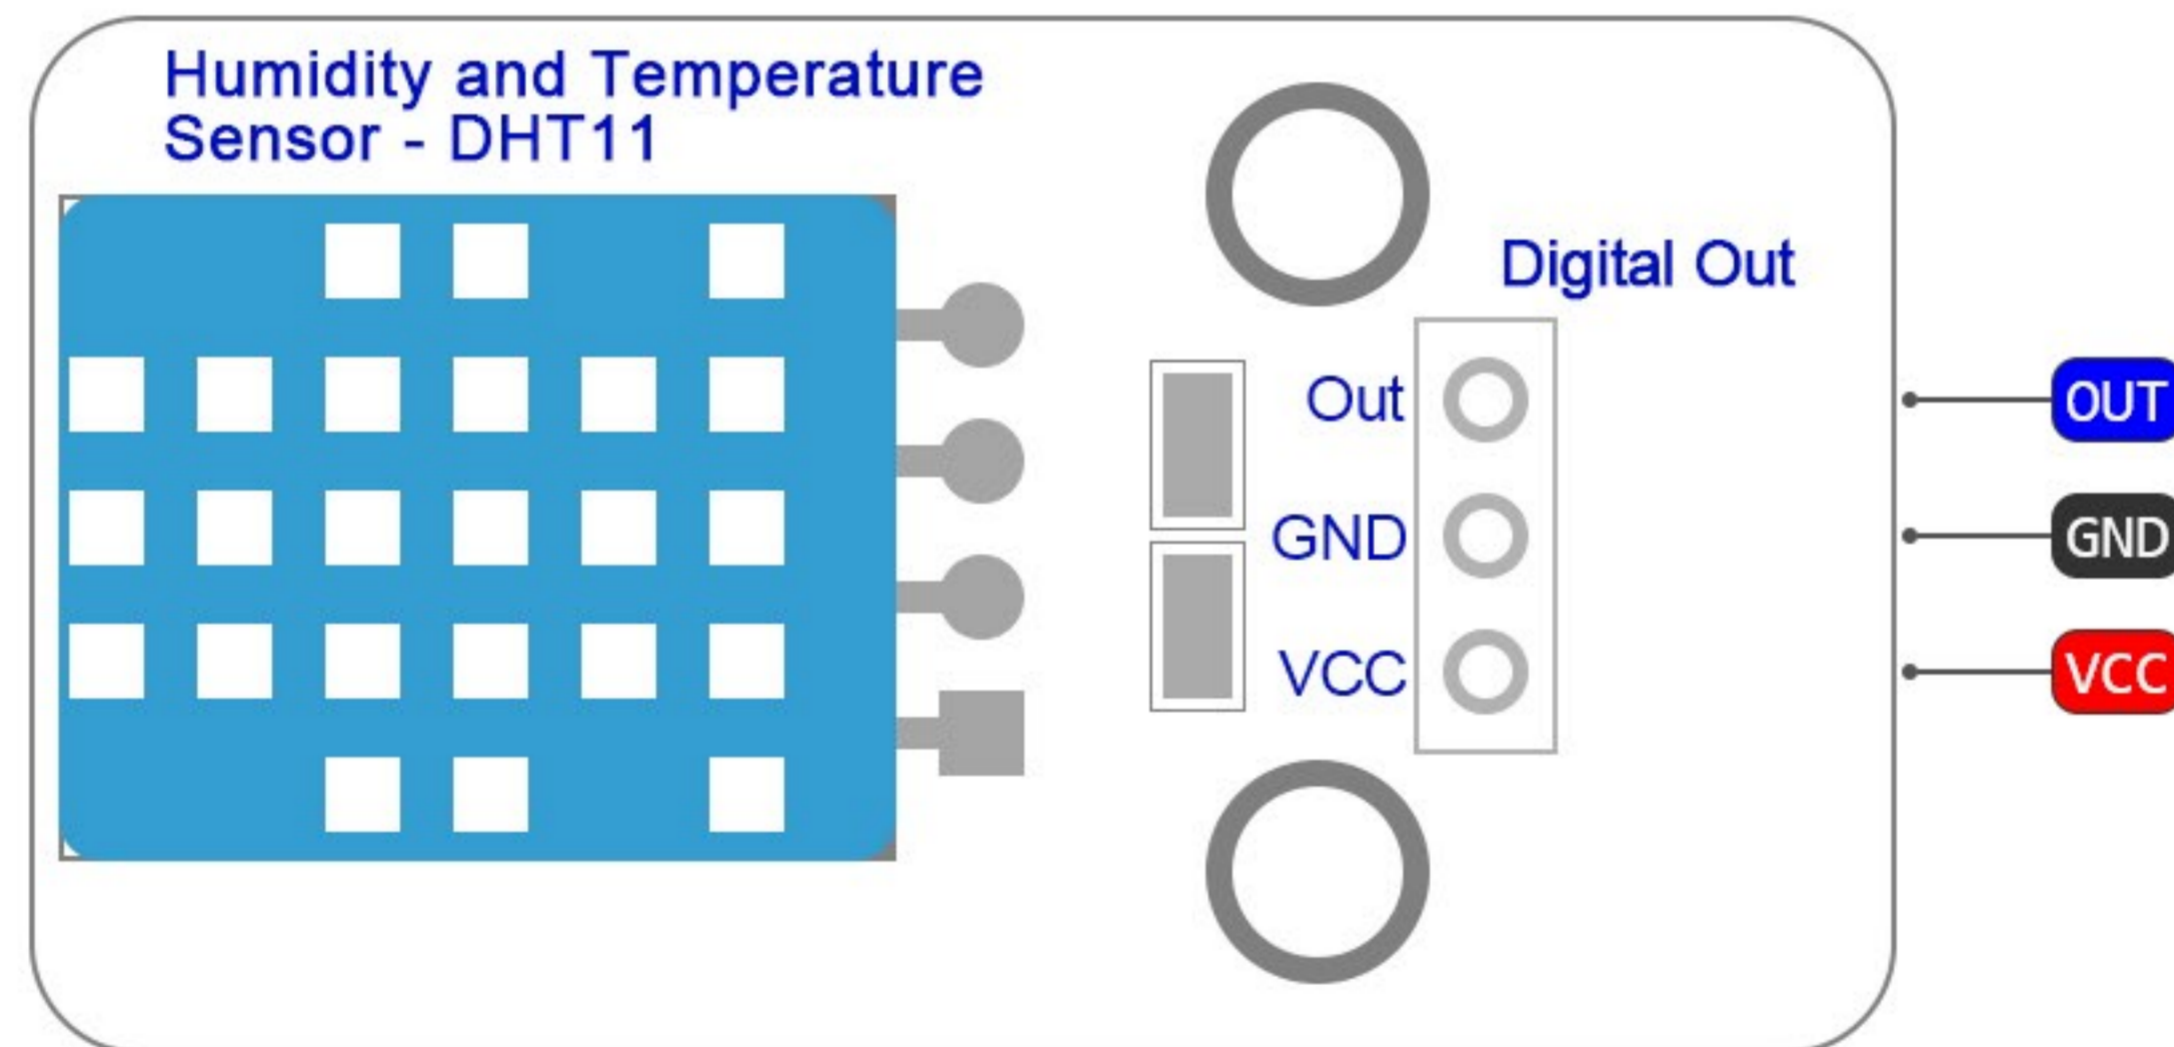 Humidity and Temperature
Sensor - DHT11
Digital Out
Out
GND
VCC
OUT
GND
VCC